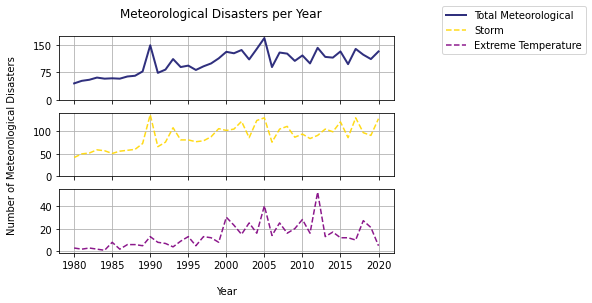 Meteorological Disasters per Year
Total Meteorological
Storm
Extreme Temperature
Number of Meteorological Disasters
150
75
0
100
50
0
40
20
0
1980 1985 1990 1995 2000 2005 2010 2015 2020
Year